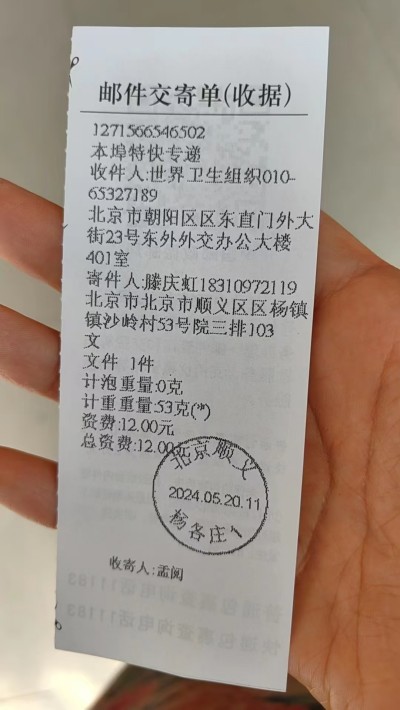 邮件交寄单(收据)
1271566546502
本埠特快专递
收件人:世界卫生组织010-
65327189
北京市朝阳区区东直门外大
街23号东外外交办公大楼
401室
寄件人:滕庆虹18310972119
北京市北京市顺义区区杨镇
镇沙岭村53号院三排103
文
文件 1件
计泡重量:0克
计重重量:53克(*)
资费:12.00元
总资费:12.00
北京顺义
2024.05.20.11
杨各庄1
收寄人:孟阅